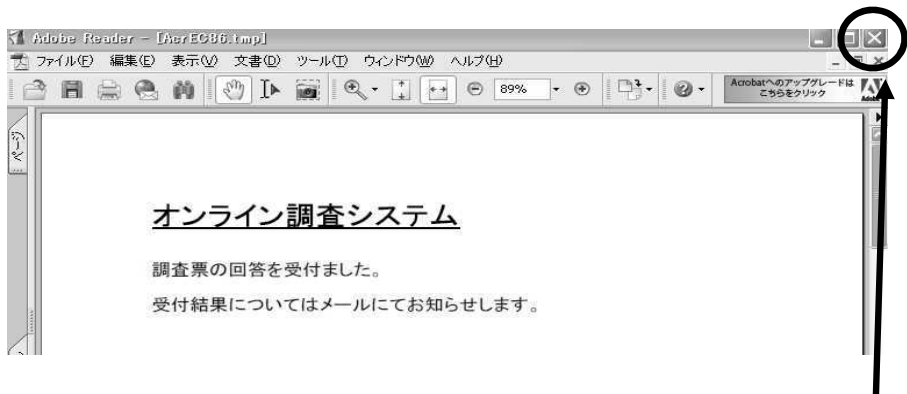 Adobe Reader - [AcrEC86.tmp]
ファイル(F) 編集(E) 表示(V) 文書(D) ツール(T) ウィンドウ(W) ヘルプ(H)
89%
Acrobatへのアップグレードは
こちらをクリック
Adobe
オンライン調査システム
調査票の回答を受付ました。
受付結果についてはメールにてお知らせします。